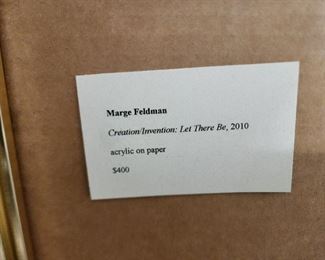 Marge Feldman
Creation/Invention: Let There Be, 2010
acrylic on paper
$400